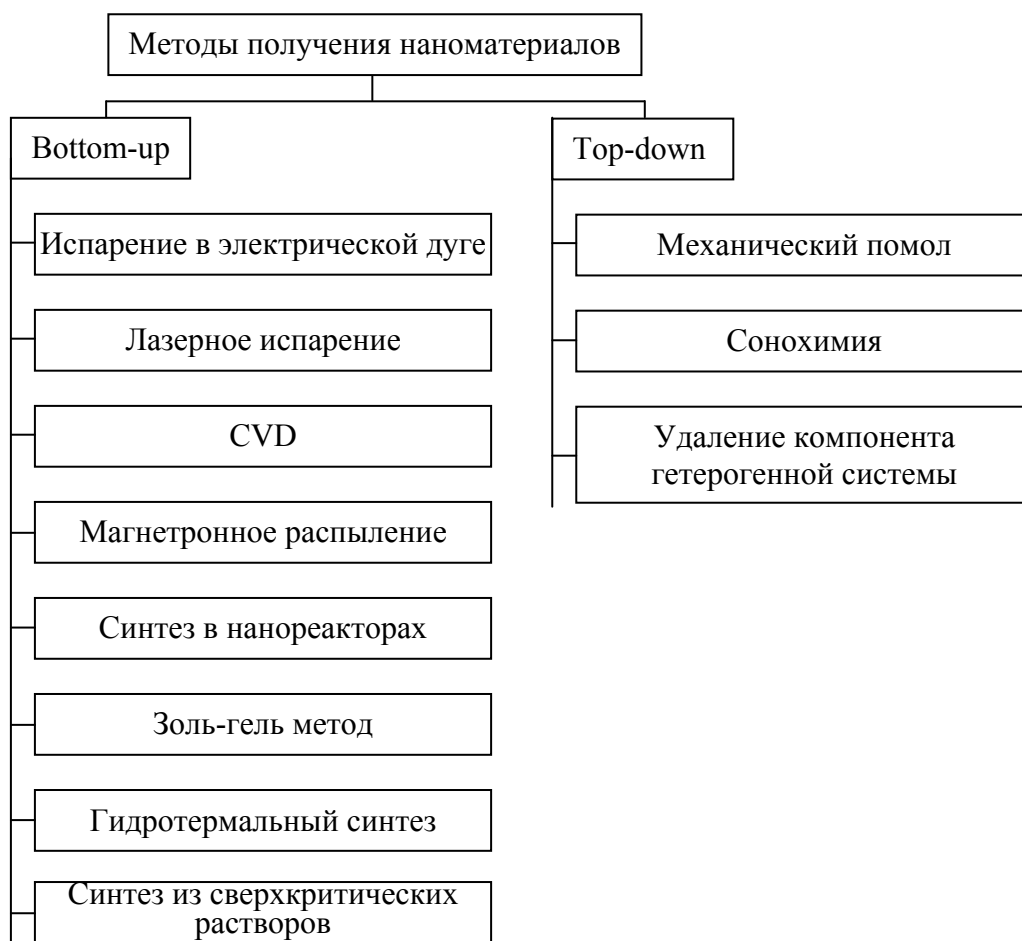 Методы получения наноматериалов
Bottom-up
Испарение в электрической дуге
Лазерное испарение
CVD
Магнетронное распыление
Синтез в нанореакторах
Золь-гель метод
Гидротермальный синтез
Синтез из сверхкритических
растворов
Top-down
Механический помол
Сонохимия
Удаление компонента
гетерогенной системы